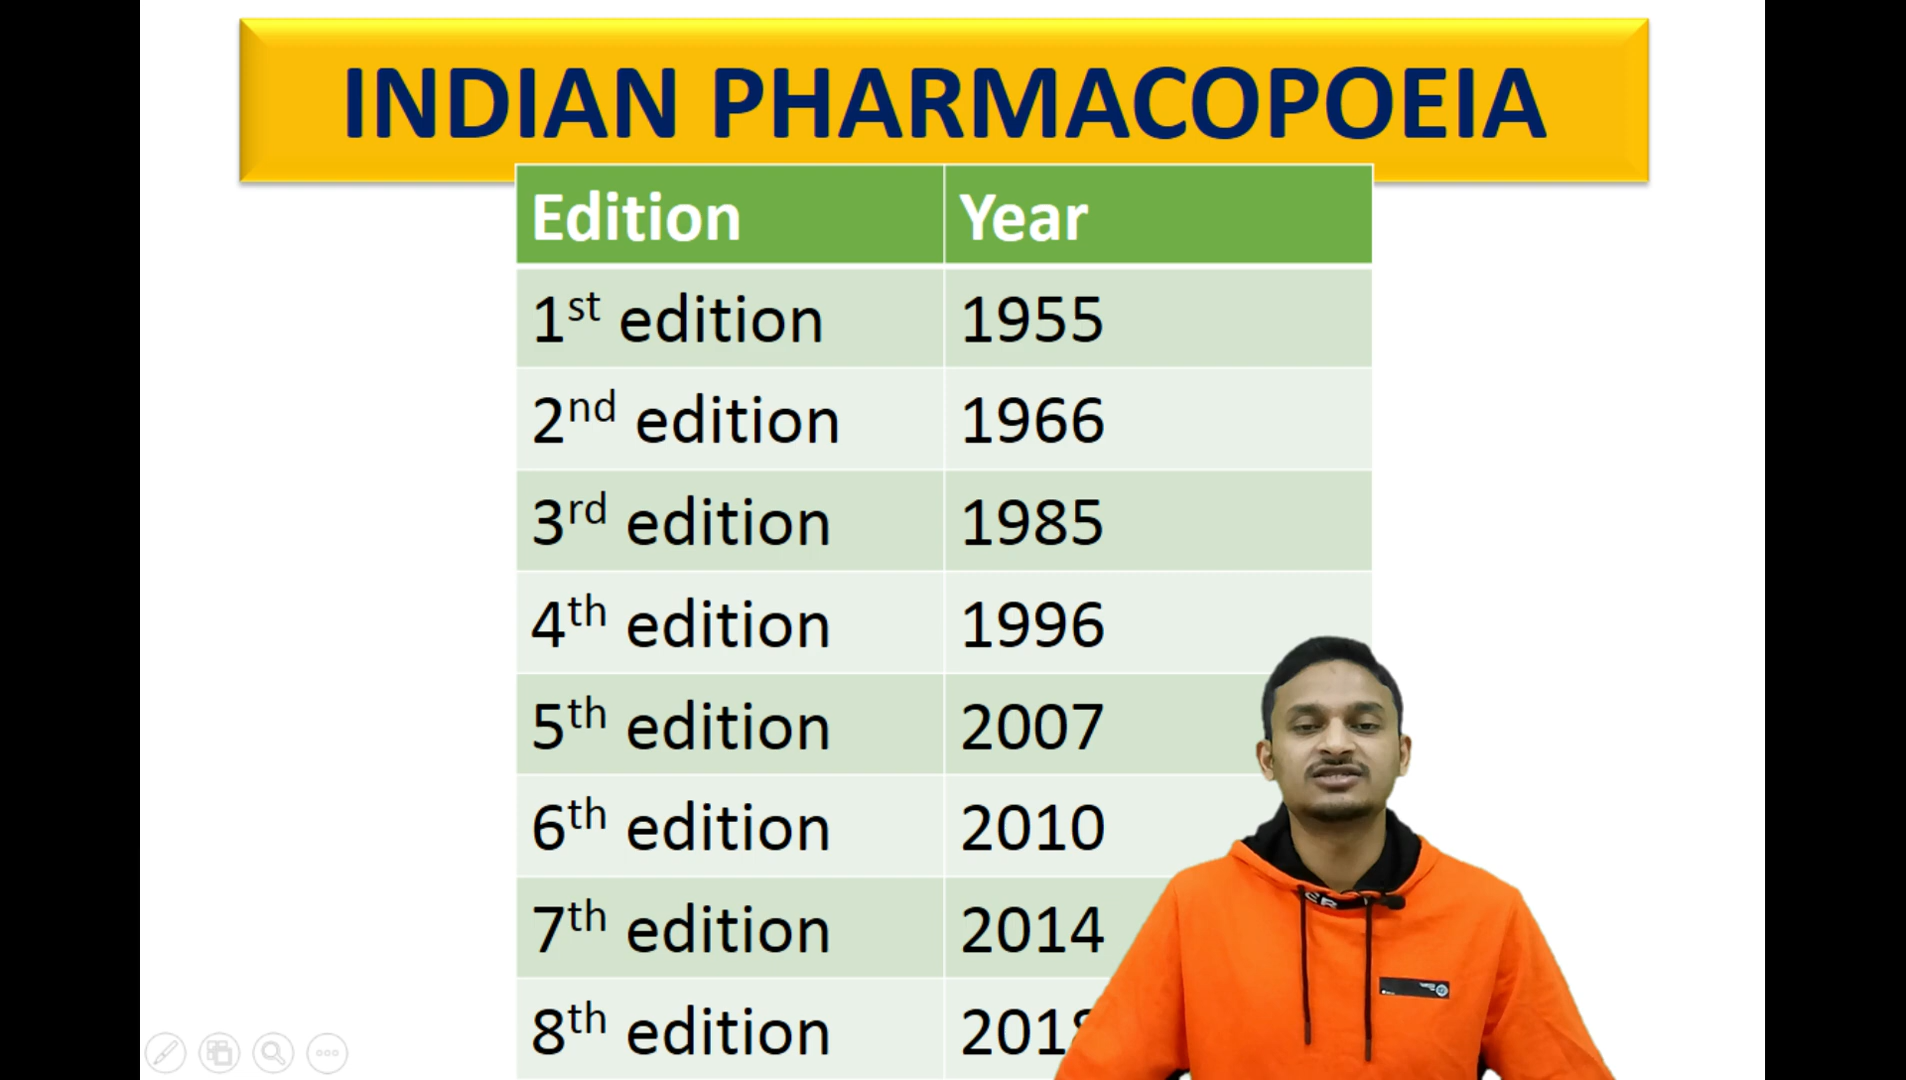 INDIAN PHARMACOPOEIA
Edition Year
1st edition 1955
2nd edition 1966
3rd edition 1985
4th edition 1996
5th edition 2007
6th edition 2010
7th edition 2014
8th edition